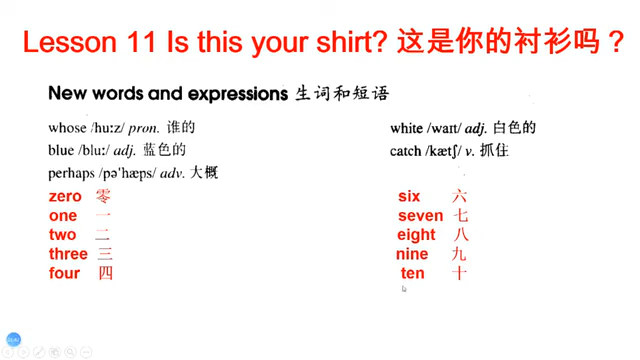 Lesson 11 Is this your shirt? 这是你的衬衫吗？
New words and expressions 生词和短语
whose /huːz/ pron. 谁的
blue /bluː/ adj. 蓝色的
perhaps /pəˈhæps/ adv. 大概
zero 零
one 一
two 二
three 三
four 四
white /waɪt/ adj. 白色的
catch /kætʃ/ v. 抓住
six 六
seven 七
eight 八
nine 九
ten 十